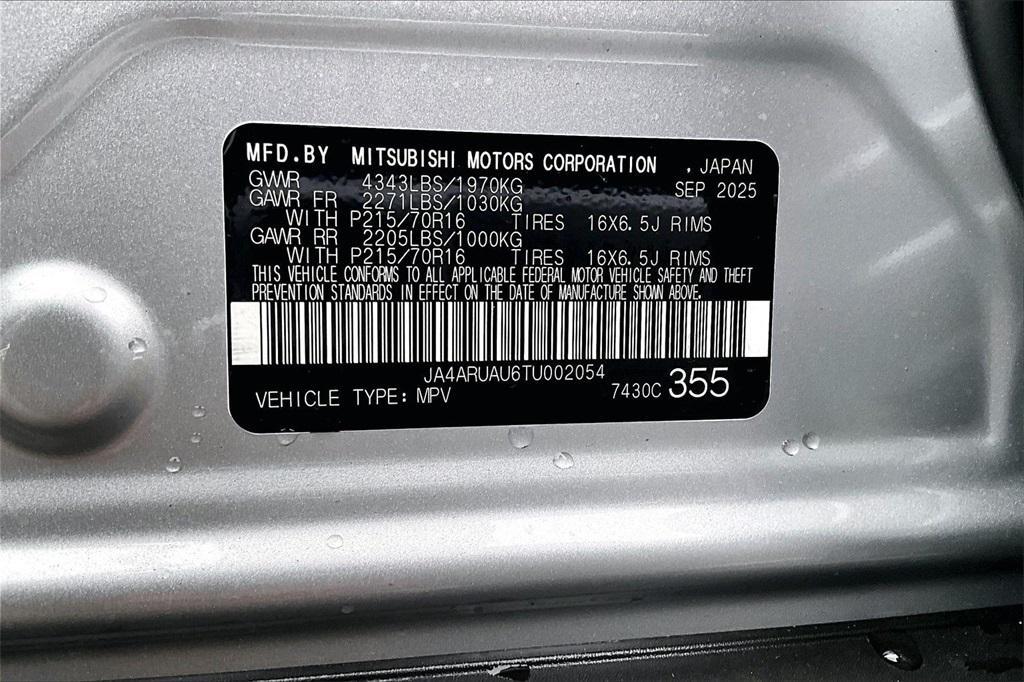 MFD.BY MITSUBISHI MOTORS CORPORATION , JAPAN
GVWR 4343LBS/1970KG SEP 2025
GAWR FR 2271LBS/1030KG
WITH P215/70R16 TIRES 16X6.5J RIMS
GAWR RR 2205LBS/1000KG
WITH P215/70R16 TIRES 16X6.5J RIMS
THIS VEHICLE CONFORMS TO ALL APPLICABLE FEDERAL MOTOR VEHICLE SAFETY AND THEFT
PREVENTION STANDARDS IN EFFECT ON THE DATE OF MANUFACTURE SHOWN ABOVE.
JA4ARUAU6TU002054
VEHICLE TYPE: MPV 7430C 355